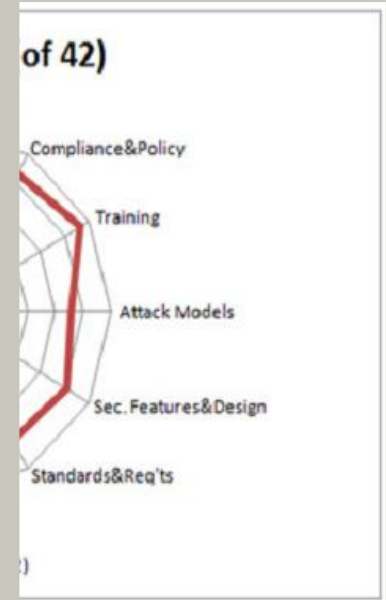 of 42)
Compliance&Policy
Training
Attack Models
Sec. Features&Design
Standards&Req'ts
)